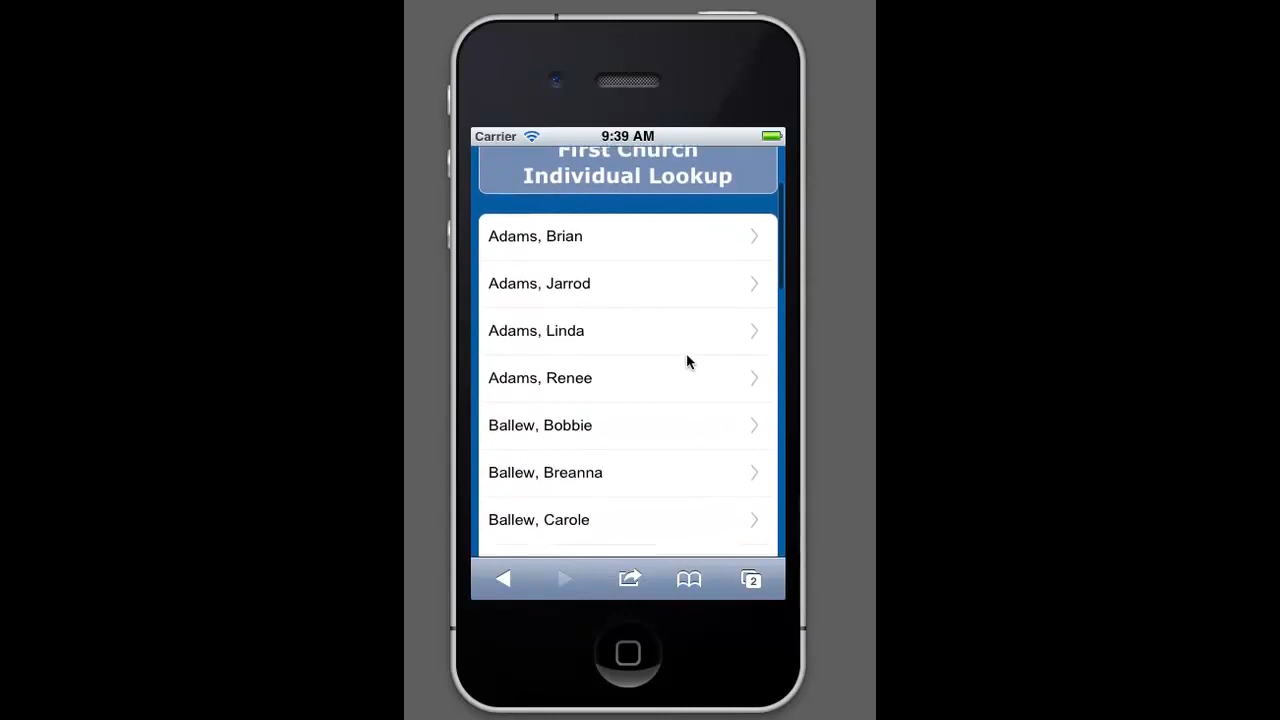 Carrier 9:39 AM
First Church
Individual Lookup
Adams, Brian
Adams, Jarrod
Adams, Linda
Adams, Renee
Ballew, Bobbie
Ballew, Breanna
Ballew, Carole
2